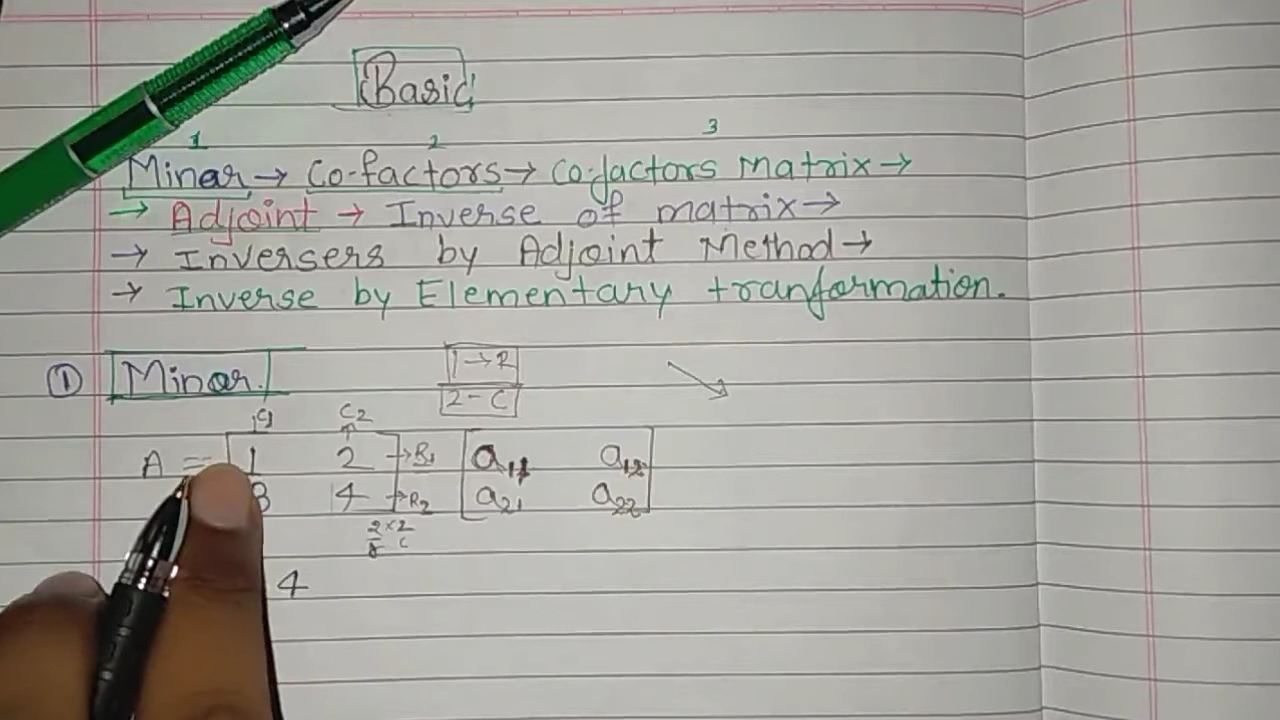 Basic
1 2 3
Minar → Co-factors → Co-factors Matrix →
→ Adjoint → Inverse of matrix →
→ Inversers by Adjoint Method →
→ Inverse by Elementary tranformation.
① Minar.
1 → R
2 - C
C1 C2
A = 1 2 → R1 a11 a12
3 4 → R2 a21 a22
2×2
4